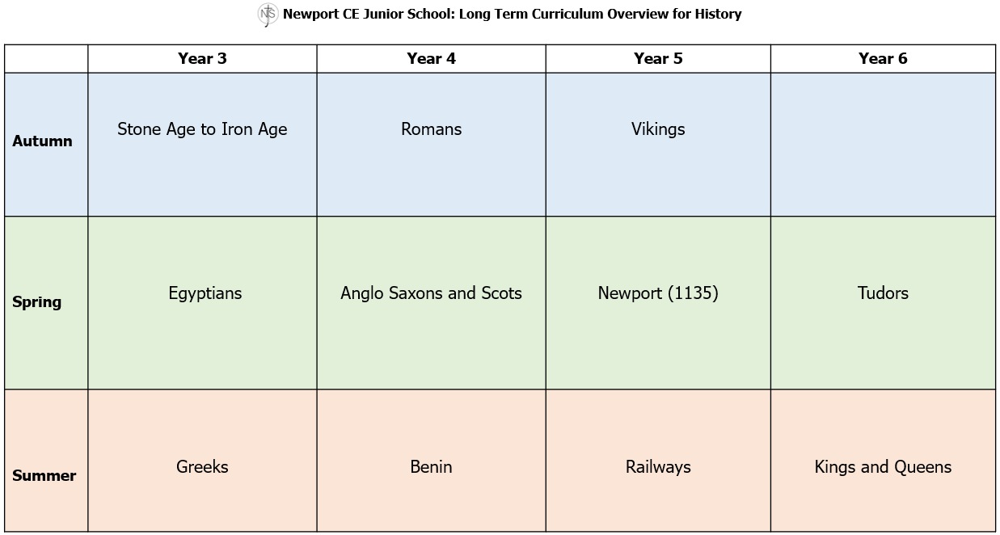 NJS Newport CE Junior School: Long Term Curriculum Overview for History
Year 3 Year 4 Year 5 Year 6
Autumn Stone Age to Iron Age Romans Vikings
Spring Egyptians Anglo Saxons and Scots Newport (1135) Tudors
Summer Greeks Benin Railways Kings and Queens